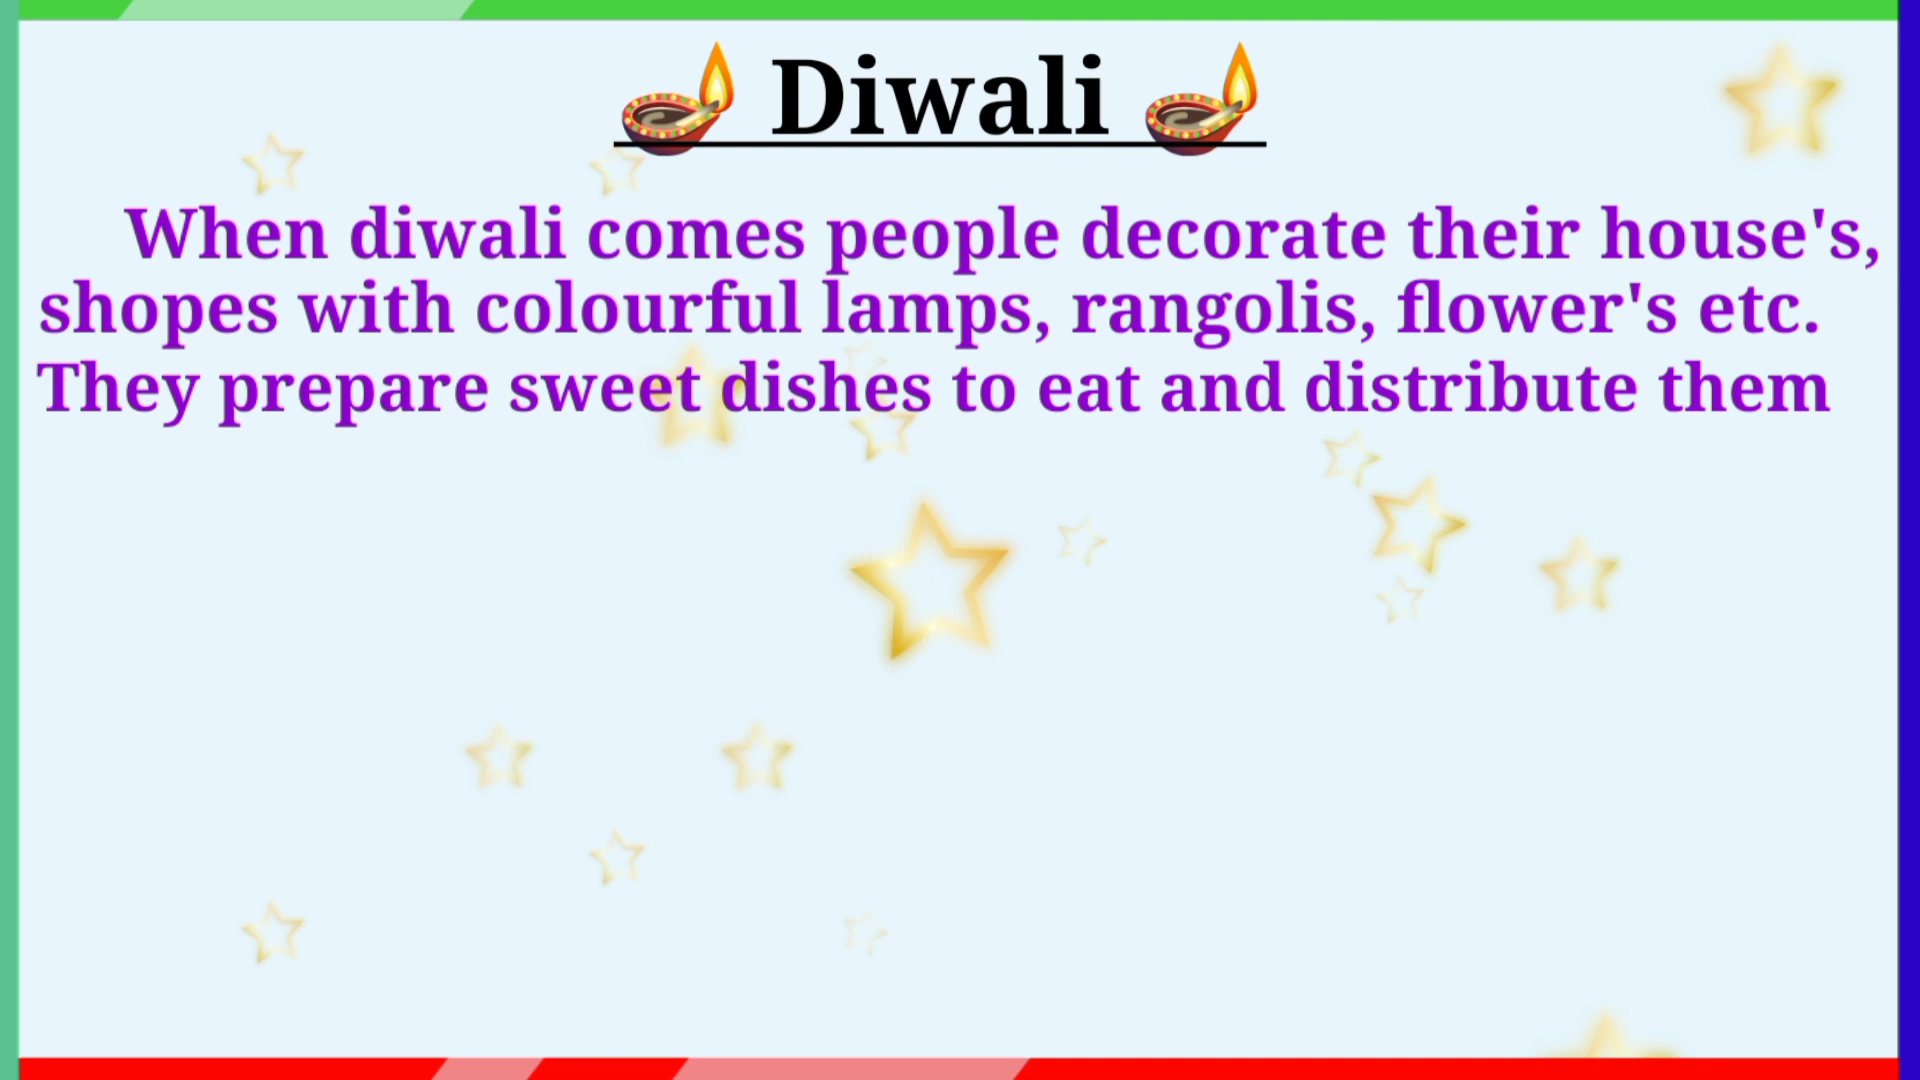 Diwali
When diwali comes people decorate their house's,
shopes with colourful lamps, rangolis, flower's etc.
They prepare sweet dishes to eat and distribute them